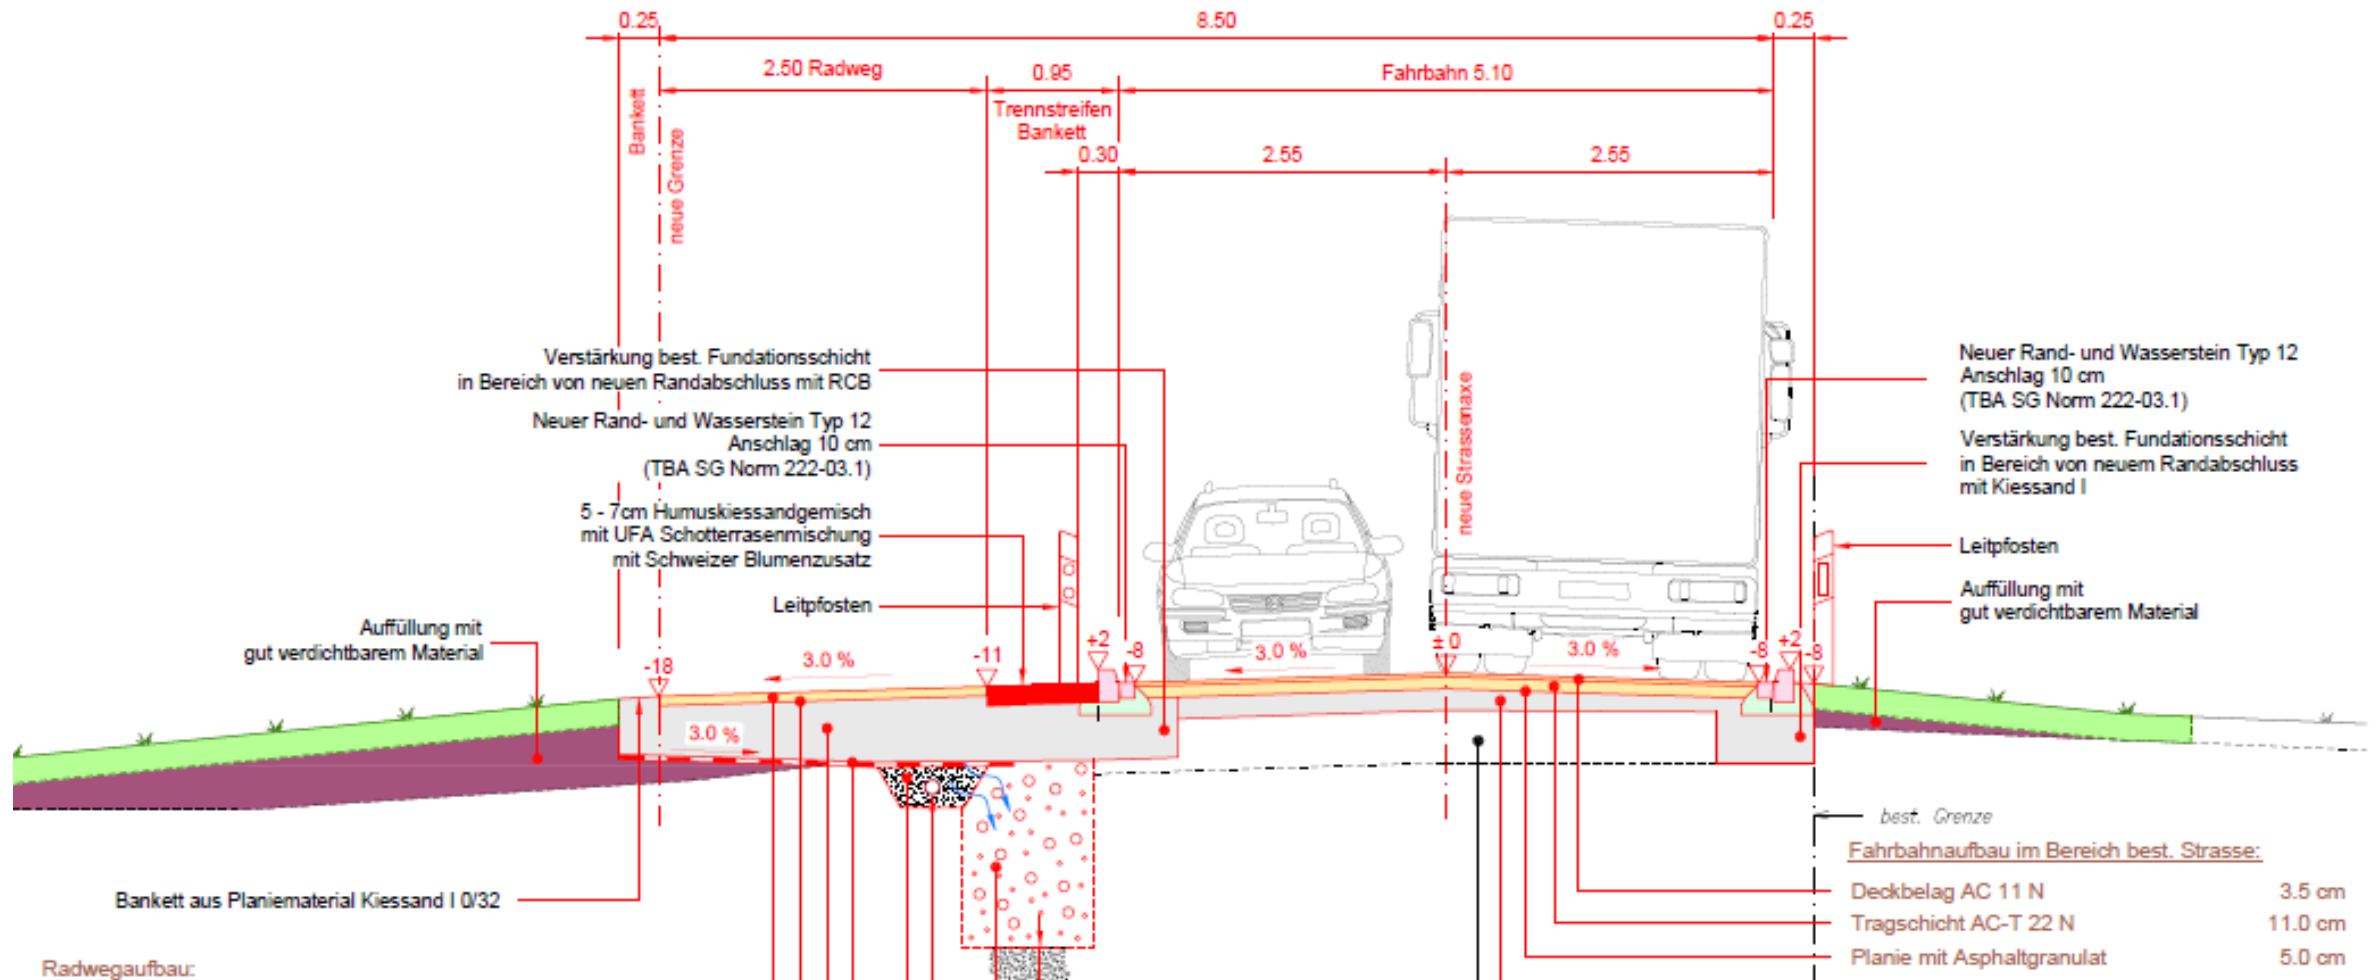 0.25
8.50
0.25
2.50 Radweg
0.95
Fahrbahn 5.10
Trennstreifen
Bankett
Bankett
neue Grenze
0.30
2.55
2.55
neue Strassenaxe
Verstärkung best. Fundationsschicht
in Bereich von neuen Randabschluss mit RCB
Neuer Rand- und Wasserstein Typ 12
Anschlag 10 cm
(TBA SG Norm 222-03.1)
5 - 7cm Humuskiessandgemisch
mit UFA Schotterrasenmischung
mit Schweizer Blumenzusatz
Leitpfosten
Auffüllung mit
gut verdichtbarem Material
Neuer Rand- und Wasserstein Typ 12
Anschlag 10 cm
(TBA SG Norm 222-03.1)
Verstärkung best. Fundationsschicht
in Bereich von neuem Randabschluss
mit Kiessand I
Leitpfosten
Auffüllung mit
gut verdichtbarem Material
-18
3.0 %
-11
+2
-8
3.0 %
± 0
3.0 %
-8
+2
-8
3.0 %
best. Grenze
Bankett aus Planiematerial Kiessand I 0/32
Fahrbahnaufbau im Bereich best. Strasse:
Deckbelag AC 11 N 3.5 cm
Tragschicht AC-T 22 N 11.0 cm
Planie mit Asphaltgranulat 5.0 cm
Radwegaufbau: